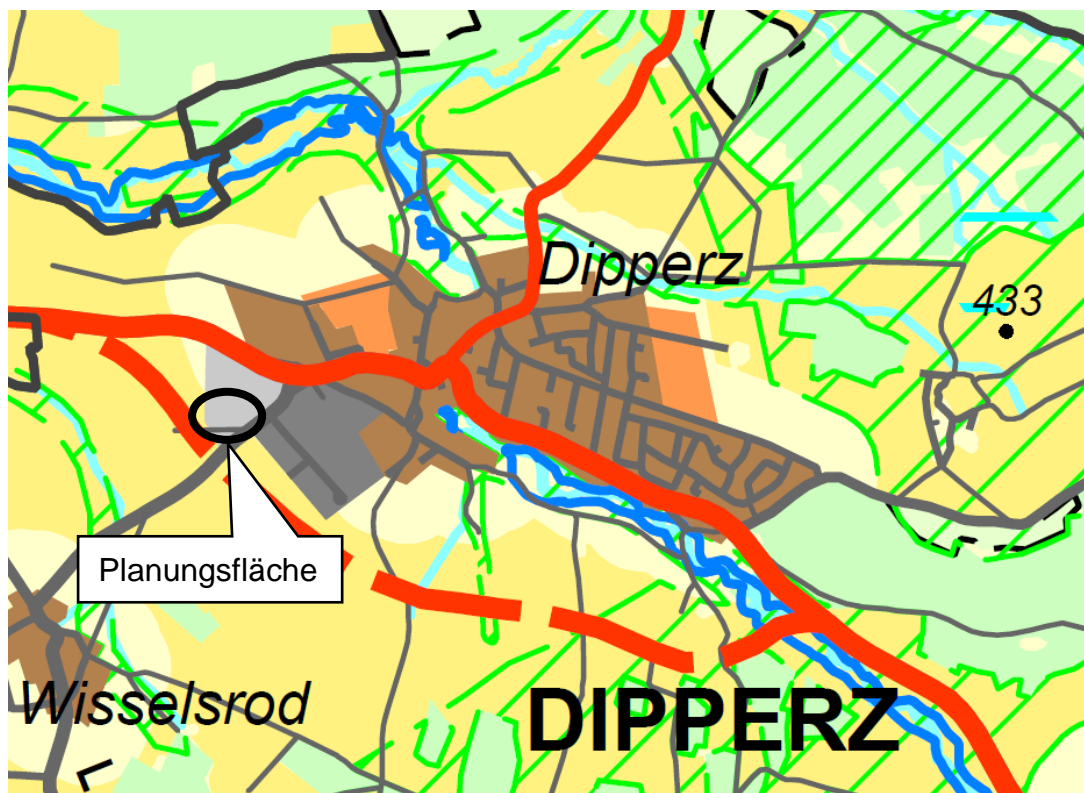 Dipperz
433
Planungsfläche
Wisselsrod
DIPPERZ
L